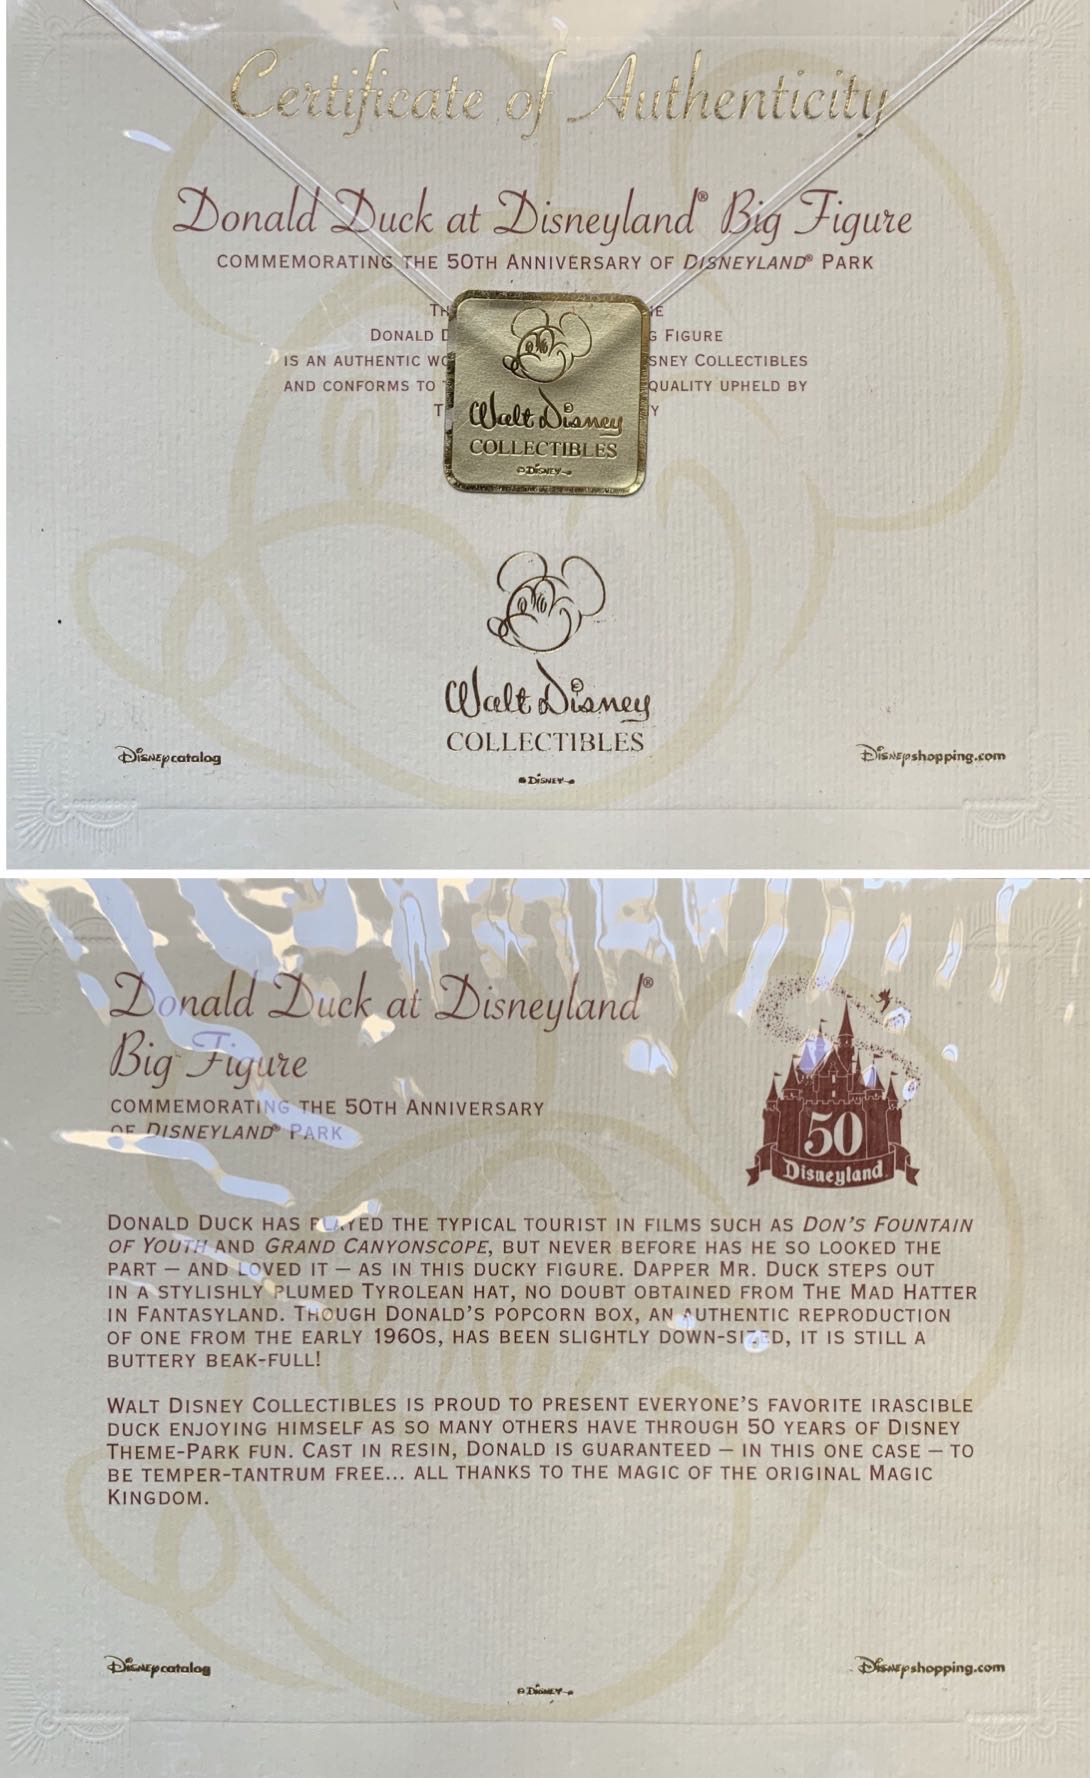 Certificate of Authenticity
Donald Duck at Disneyland® Big Figure
COMMEMORATING THE 50TH ANNIVERSARY OF DISNEYLAND® PARK
DONALD FIGURE
IS AN AUTHENTIC COLLECTIBLES
AND CONFORMS TO QUALITY UPHELD BY
Walt Disney
COLLECTIBLES
© DISNEY
Walt Disney
COLLECTIBLES
Disney catalog
Disneyshopping.com
© DISNEY
Donald Duck at Disneyland®
Big Figure
COMMEMORATING THE 50TH ANNIVERSARY
OF DISNEYLAND® PARK
50
Disneyland
DONALD DUCK HAS PLAYED THE TYPICAL TOURIST IN FILMS SUCH AS DON'S FOUNTAIN
OF YOUTH AND GRAND CANYONSCOPE, BUT NEVER BEFORE HAS HE SO LOOKED THE
PART — AND LOVED IT — AS IN THIS DUCKY FIGURE. DAPPER MR. DUCK STEPS OUT
IN A STYLISHLY PLUMED TYROLEAN HAT, NO DOUBT OBTAINED FROM THE MAD HATTER
IN FANTASYLAND. THOUGH DONALD'S POPCORN BOX, AN AUTHENTIC REPRODUCTION
OF ONE FROM THE EARLY 1960S, HAS BEEN SLIGHTLY DOWN-SIZED, IT IS STILL A
BUTTERY BEAK-FULL!
WALT DISNEY COLLECTIBLES IS PROUD TO PRESENT EVERYONE'S FAVORITE IRASCIBLE
DUCK ENJOYING HIMSELF AS SO MANY OTHERS HAVE THROUGH 50 YEARS OF DISNEY
THEME-PARK FUN. CAST IN RESIN, DONALD IS GUARANTEED — IN THIS ONE CASE — TO
BE TEMPER-TANTRUM FREE... ALL THANKS TO THE MAGIC OF THE ORIGINAL MAGIC
KINGDOM.
Disney catalog
Disneyshopping.com
© DISNEY